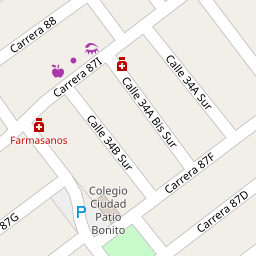 Carrera 88
Carrera 87I
Calle 34A Sur
Calle 34A Bis Sur
Farmasanos
Calle 34B Sur
Carrera 87F
Colegio
Ciudad
Patio
Bonito
P
Carrera 87D
87G